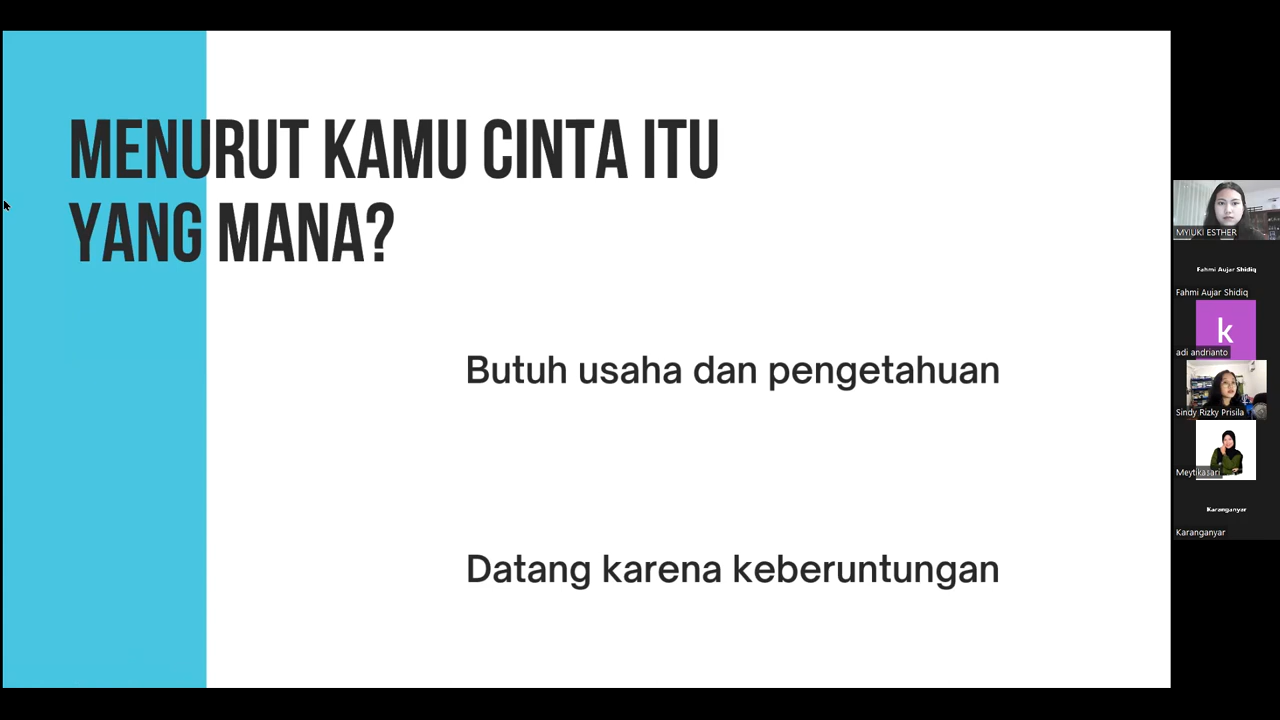 MENURUT KAMU CINTA ITU
YANG MANA?
Butuh usaha dan pengetahuan
Datang karena keberuntungan
MYIUKI ESTHER
Fahmi Aujar Shidiq
Fahmi Aujar Shidiq
k
adi andrianto
Sindy Rizky Prisila
Meytikasari
Karanganyar
Karanganyar